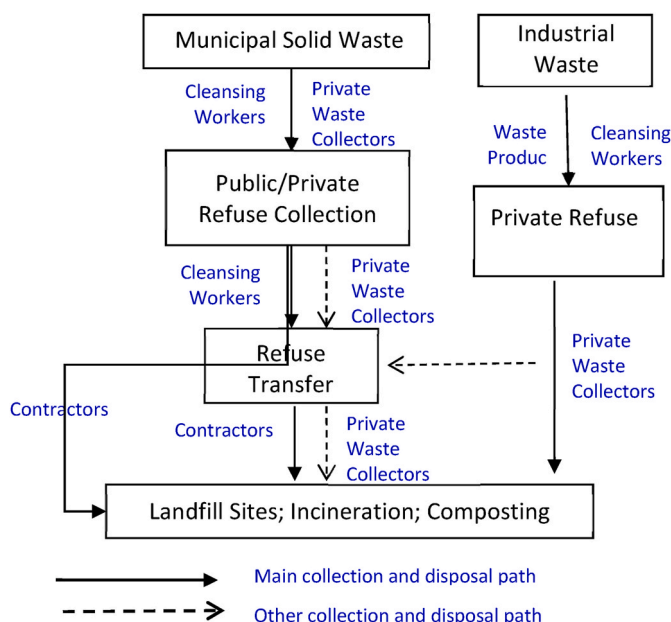 Municipal Solid Waste
Industrial
Waste
Cleansing
Workers
Private
Waste
Collectors
Waste
Produc
Cleansing
Workers
Public/Private
Refuse Collection
Private Refuse
Cleansing
Workers
Private
Waste
Collectors
Refuse
Transfer
Private
Waste
Collectors
Contractors
Contractors
Private
Waste
Collectors
Landfill Sites; Incineration; Composting
Main collection and disposal path
Other collection and disposal path